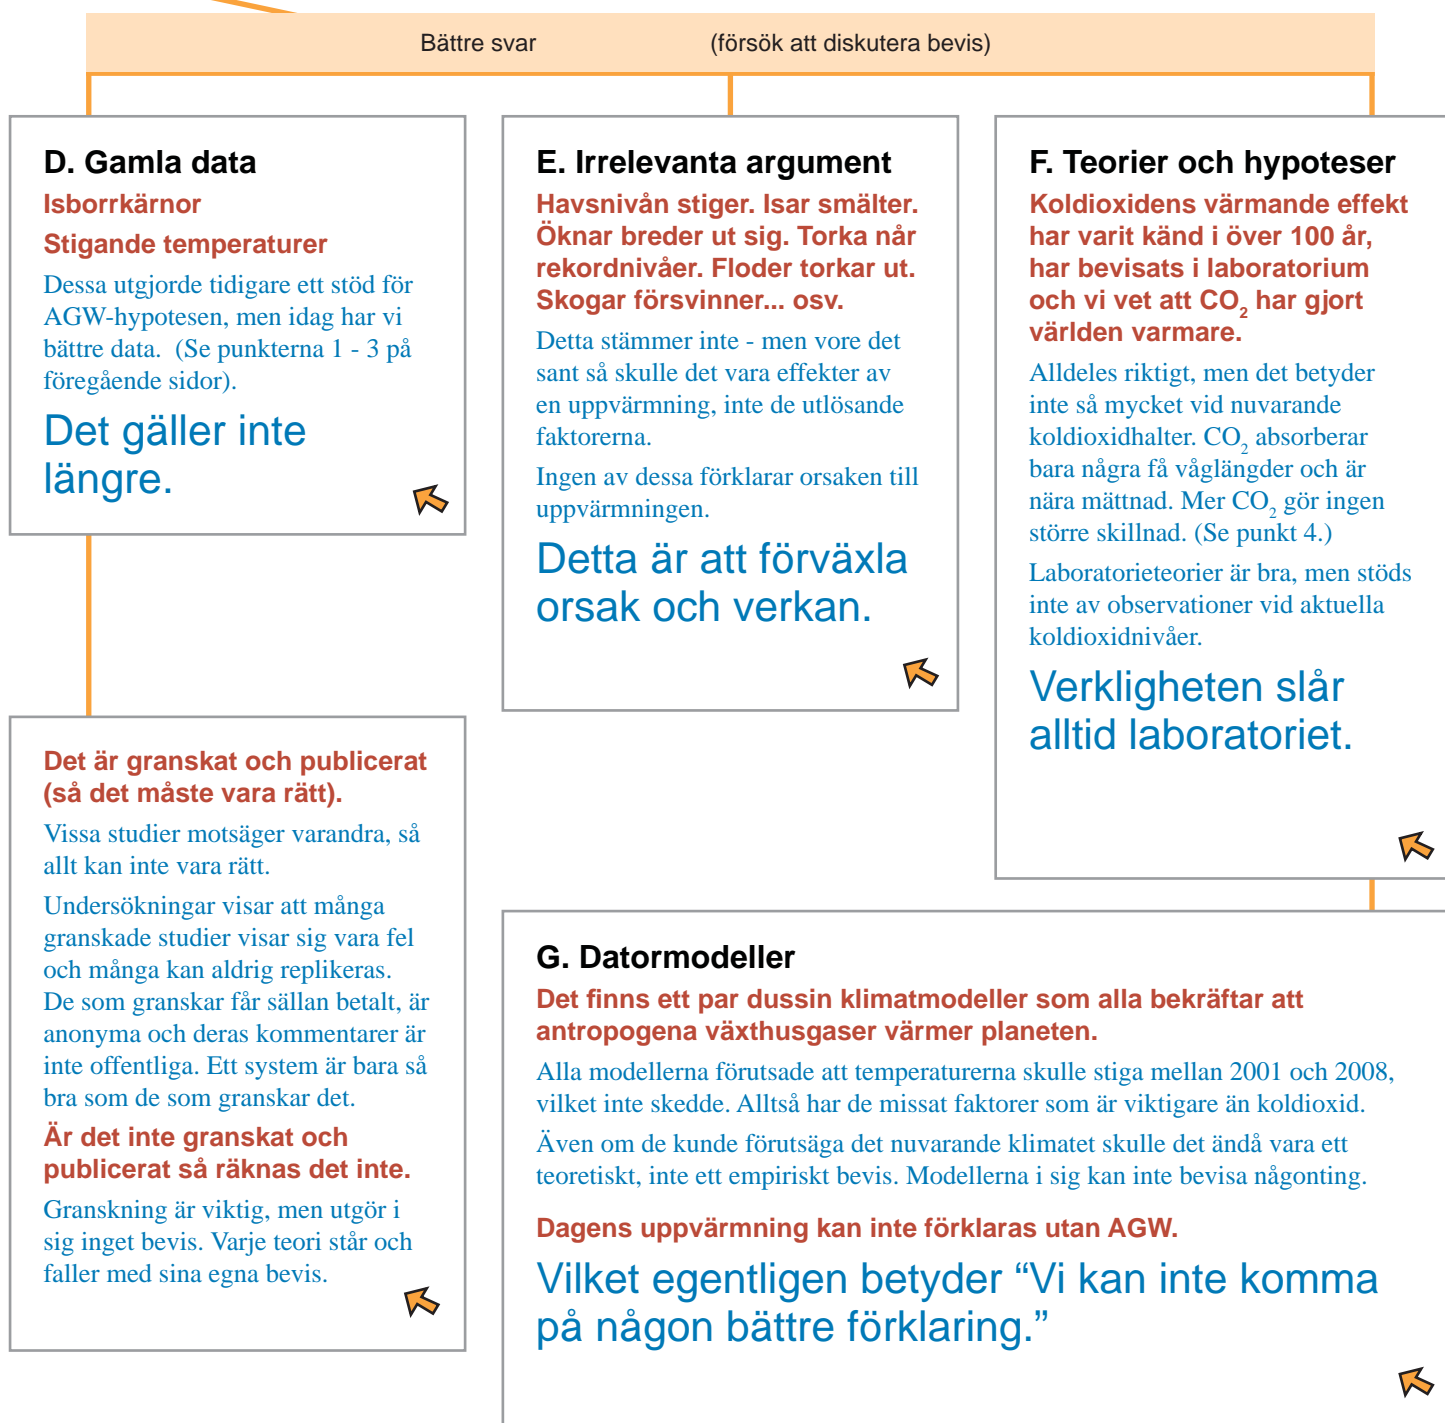 Bättre svar (försök att diskutera bevis)
D. Gamla data
Isborrkärnor
Stigande temperaturer
Dessa utgjorde tidigare ett stöd för
AGW-hypotesen, men idag har vi
bättre data. (Se punkterna 1 - 3 på
föregående sidor).
Det gäller inte
längre.
E. Irrelevanta argument
Havsnivån stiger. Isar smälter.
Öknar breder ut sig. Torka når
rekordnivåer. Floder torkar ut.
Skogar försvinner... osv.
Detta stämmer inte - men vore det
sant så skulle det vara effekter av
en uppvärmning, inte de utlösande
faktorerna.
Ingen av dessa förklarar orsaken till
uppvärmningen.
Detta är att förväxla
orsak och verkan.
F. Teorier och hypoteser
Koldioxidens värmande effekt
har varit känd i över 100 år,
har bevisats i laboratorium
och vi vet att CO₂ har gjort
världen varmare.
Alldeles riktigt, men det betyder
inte så mycket vid nuvarande
koldioxidhalter. CO₂ absorberar
bara några få våglängder och är
nära mättnad. Mer CO₂ gör ingen
större skillnad. (Se punkt 4.)
Laboratorieteorier är bra, men stöds
inte av observationer vid aktuella
koldioxidnivåer.
Verkligheten slår
alltid laboratoriet.
Det är granskat och publicerat
(så det måste vara rätt).
Vissa studier motsäger varandra, så
allt kan inte vara rätt.
Undersökningar visar att många
granskade studier visar sig vara fel
och många kan aldrig replikeras.
De som granskar får sällan betalt, är
anonyma och deras kommentarer är
inte offentliga. Ett system är bara så
bra som de som granskar det.
Är det inte granskat och
publicerat så räknas det inte.
Granskning är viktig, men utgör i
sig inget bevis. Varje teori står och
faller med sina egna bevis.
G. Datormodeller
Det finns ett par dussin klimatmodeller som alla bekräftar att
antropogena växthusgaser värmer planeten.
Alla modellerna förutsade att temperaturerna skulle stiga mellan 2001 och 2008,
vilket inte skedde. Alltså har de missat faktorer som är viktigare än koldioxid.
Även om de kunde förutsäga det nuvarande klimatet skulle det ändå vara ett
teoretiskt, inte ett empiriskt bevis. Modellerna i sig kan inte bevisa någonting.
Dagens uppvärmning kan inte förklaras utan AGW.
Vilket egentligen betyder “Vi kan inte komma
på någon bättre förklaring.”